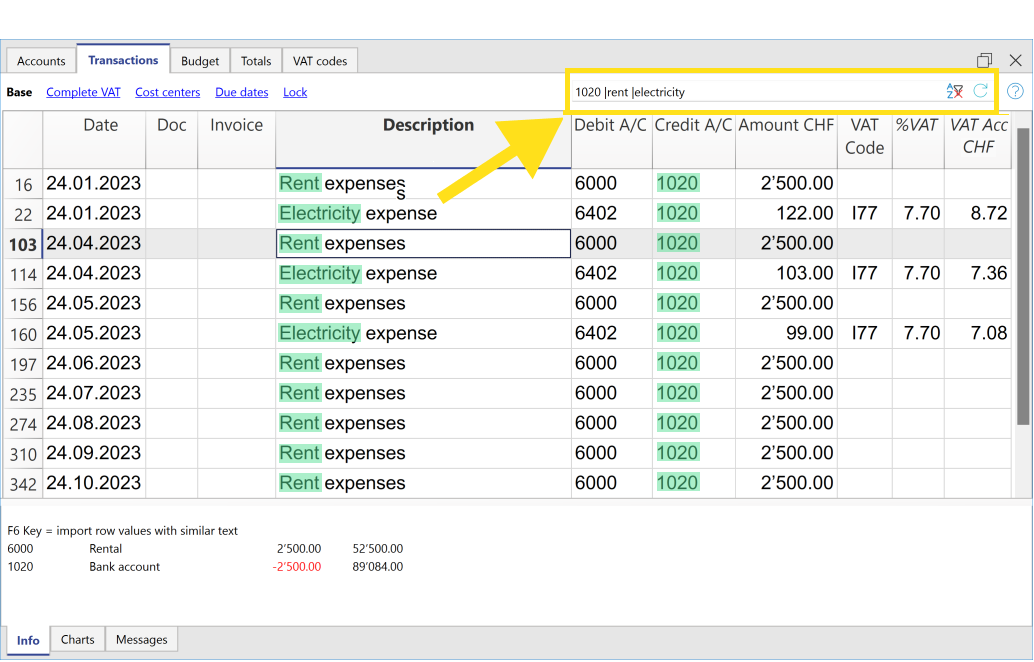 Accounts Transactions Budget Totals VAT codes
Base Complete VAT Cost centers Due dates Lock 1020 |rent |electricity
Date Doc Invoice Description Debit A/C Credit A/C Amount CHF VAT Code %VAT VAT Acc CHF
16 24.01.2023 Rent expenses 6000 1020 2’500.00
22 24.01.2023 Electricity expense 6402 1020 122.00 I77 7.70 8.72
103 24.04.2023 Rent expenses 6000 1020 2’500.00
114 24.04.2023 Electricity expense 6402 1020 103.00 I77 7.70 7.36
156 24.05.2023 Rent expenses 6000 1020 2’500.00
160 24.05.2023 Electricity expense 6402 1020 99.00 I77 7.70 7.08
197 24.06.2023 Rent expenses 6000 1020 2’500.00
235 24.07.2023 Rent expenses 6000 1020 2’500.00
274 24.08.2023 Rent expenses 6000 1020 2’500.00
310 24.09.2023 Rent expenses 6000 1020 2’500.00
342 24.10.2023 Rent expenses 6000 1020 2’500.00
F6 Key = import row values with similar text
6000 Rental 2’500.00 52’500.00
1020 Bank account -2’500.00 89’084.00
Info Charts Messages